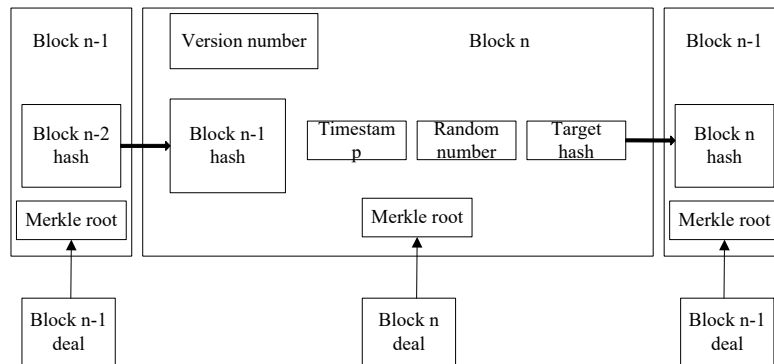 Block n-1
Version number
Block n
Block n-1
Block n-2
hash
Block n-1
hash
Timestam
p
Random
number
Target
hash
Block n
hash
Merkle root
Merkle root
Merkle root
Block n-1
deal
Block n
deal
Block n-1
deal